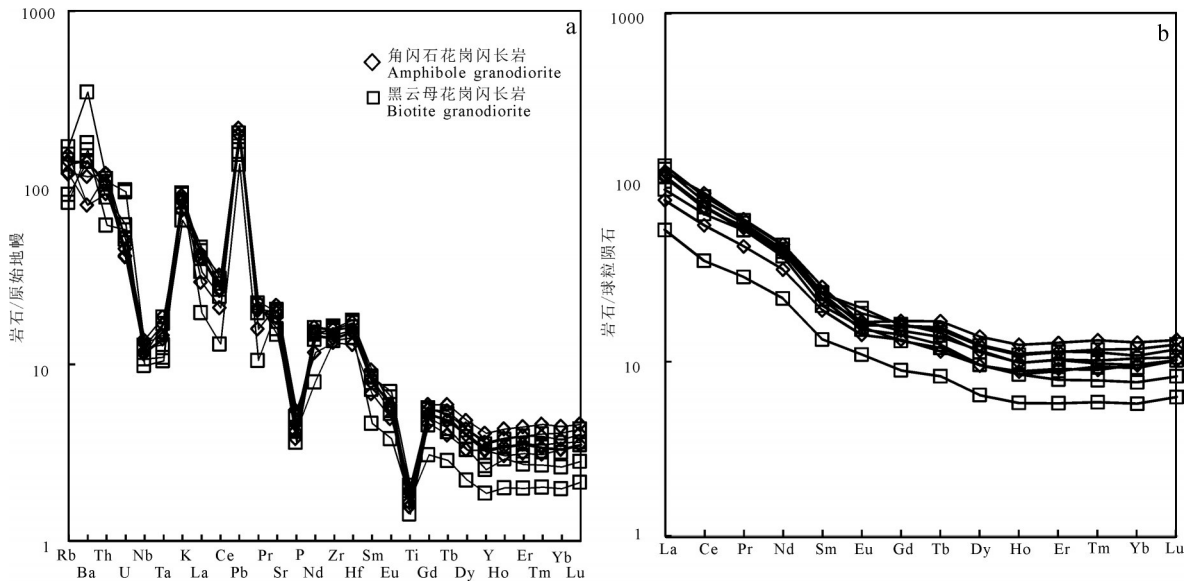 1000
100
10
1
岩石/原始地幔
a
角闪石花岗闪长岩
Amphibole granodiorite
黑云母花岗闪长岩
Biotite granodiorite
Rb Th Nb K Ce Pr P Zr Sm Ti Tb Y Er Yb
Ba U Ta La Pb Sr Nd Hf Eu Gd Dy Ho Tm Lu
1000
100
10
1
岩石/球粒陨石
b
La Ce Pr Nd Sm Eu Gd Tb Dy Ho Er Tm Yb Lu